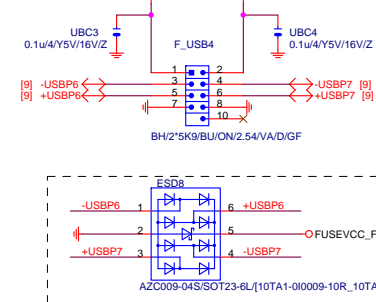 UBC3
0.1u/4/Y5V/16V/Z
F_USB4
UBC4
0.1u/4/Y5V/16V/Z
1 2
[9] -USBP6 3 4 -USBP7 [9]
[9] +USBP6 5 6 +USBP7 [9]
7 8
10
BH/2*5K9/BU/ON/2.54/VA/D/GF
ESD8
-USBP6 1 6 +USBP6
2 5 FUSEVCC_F
+USBP7 3 4 -USBP7
AZC009-04S/SOT23-6L/[10TA1-0I0009-10R_10TA